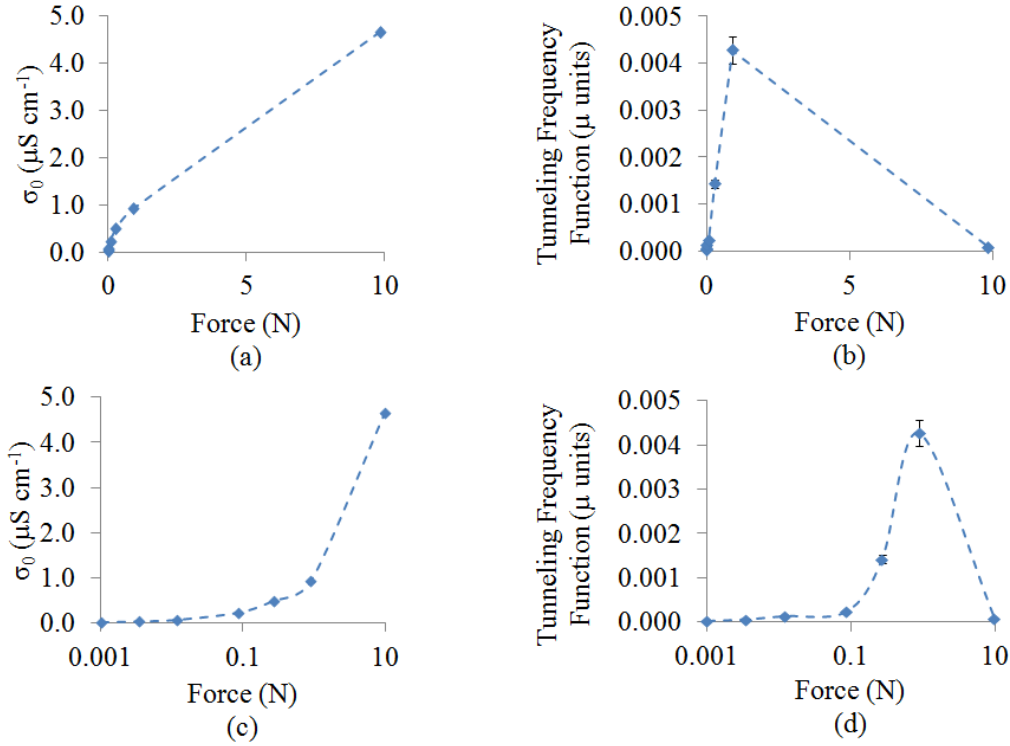 5.0
4.0
3.0
2.0
1.0
0.0
σ0 (µS cm-1)
0
5
10
Force (N)
(a)
0.005
0.004
0.003
0.002
0.001
0.000
Tunneling Frequency
Function (µ units)
0
5
10
Force (N)
(b)
5.0
4.0
3.0
2.0
1.0
0.0
σ0 (µS cm-1)
0.001
0.1
10
Force (N)
(c)
0.005
0.004
0.003
0.002
0.001
0.000
Tunneling Frequency
Function (µ units)
0.001
0.1
10
Force (N)
(d)